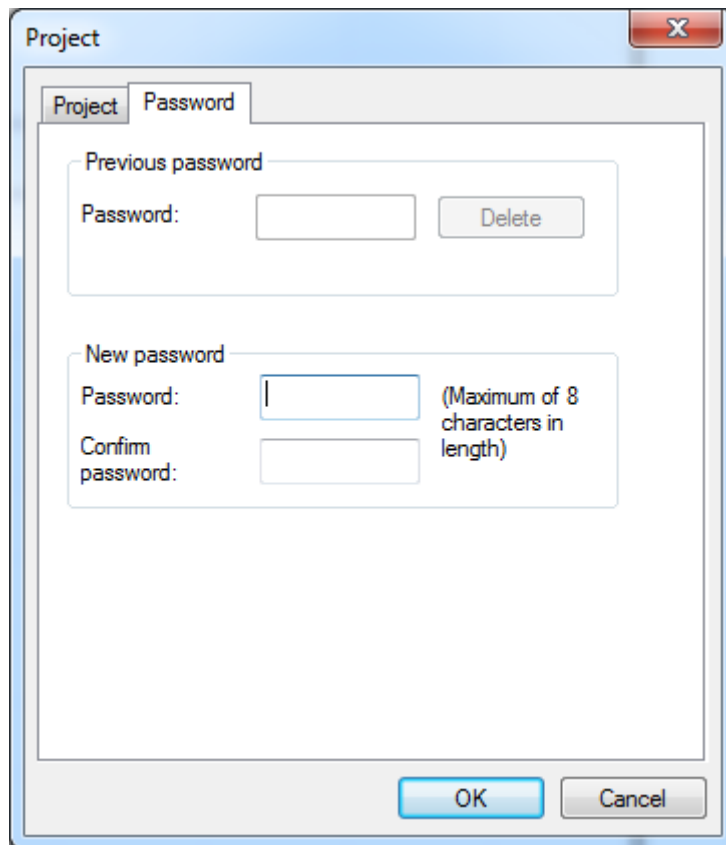 Project
Project
Password
Previous password
Password:
Delete
New password
Password:
(Maximum of 8
characters in
length)
Confirm
password:
OK
Cancel